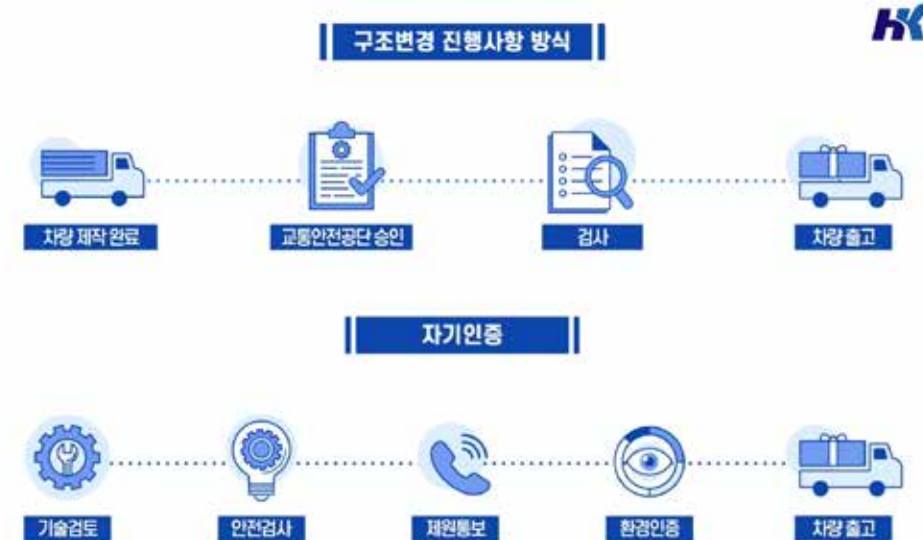 구조변경 진행사항 방식
HK
차량 제작 완료
교통안전공단 승인
검사
차량 출고
자기인증
기술검토
안전검사
제원통보
환경인증
차량 출고